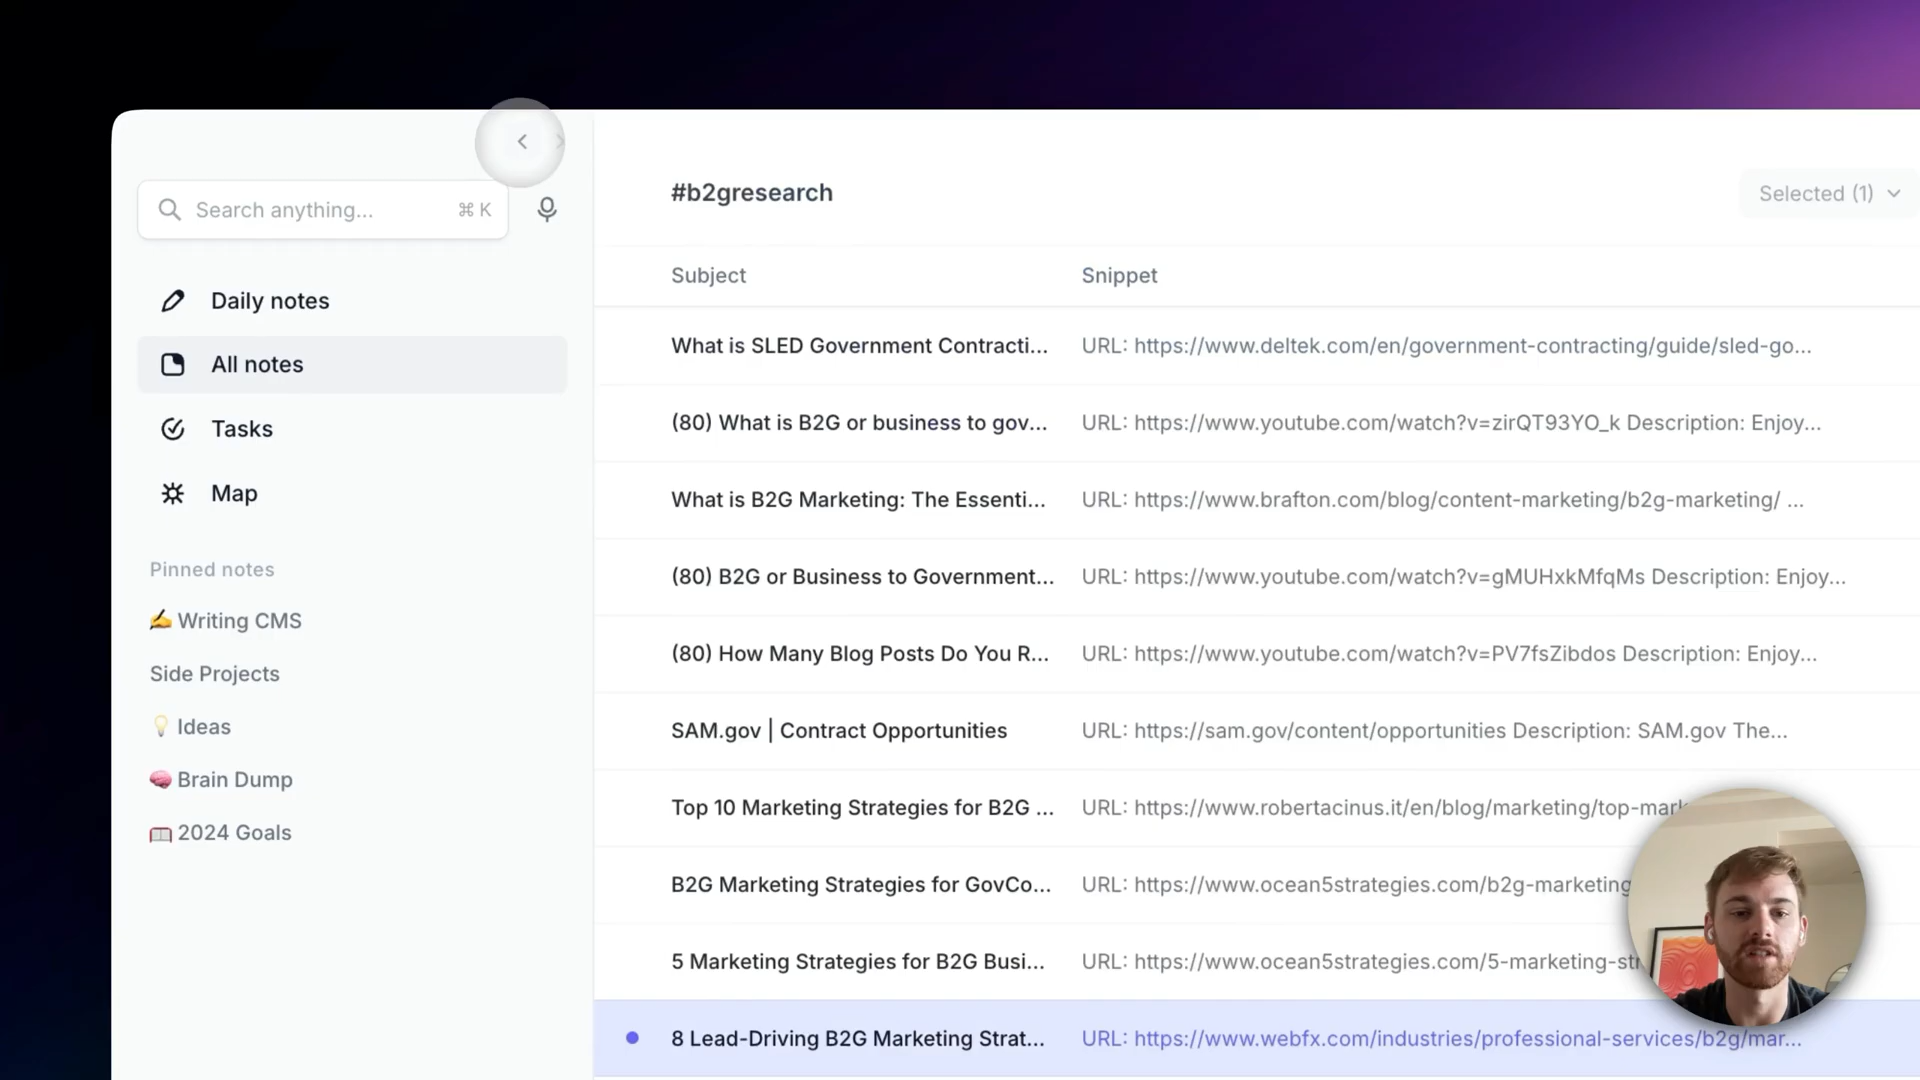 Search anything...
⌘ K
Daily notes
All notes
Tasks
Map
Pinned notes
✍️ Writing CMS
Side Projects
💡 Ideas
🧠 Brain Dump
📖 2024 Goals
#b2gresearch
Selected (1)
Subject Snippet
What is SLED Government Contracti... URL: https://www.deltek.com/en/government-contracting/guide/sled-go...
(80) What is B2G or business to gov... URL: https://www.youtube.com/watch?v=zirQT93YO_k Description: Enjoy...
What is B2G Marketing: The Essenti... URL: https://www.brafton.com/blog/content-marketing/b2g-marketing/ ...
(80) B2G or Business to Government... URL: https://www.youtube.com/watch?v=gMUHxkMfqMs Description: Enjoy...
(80) How Many Blog Posts Do You R... URL: https://www.youtube.com/watch?v=PV7fsZibdos Description: Enjoy...
SAM.gov | Contract Opportunities URL: https://sam.gov/content/opportunities Description: SAM.gov The...
Top 10 Marketing Strategies for B2G ... URL: https://www.robertacinus.it/en/blog/marketing/top-mark
B2G Marketing Strategies for GovCo... URL: https://www.ocean5strategies.com/b2g-marketing
5 Marketing Strategies for B2G Busi... URL: https://www.ocean5strategies.com/5-marketing-str
8 Lead-Driving B2G Marketing Strat... URL: https://www.webfx.com/industries/professional-services/b2g/mar...